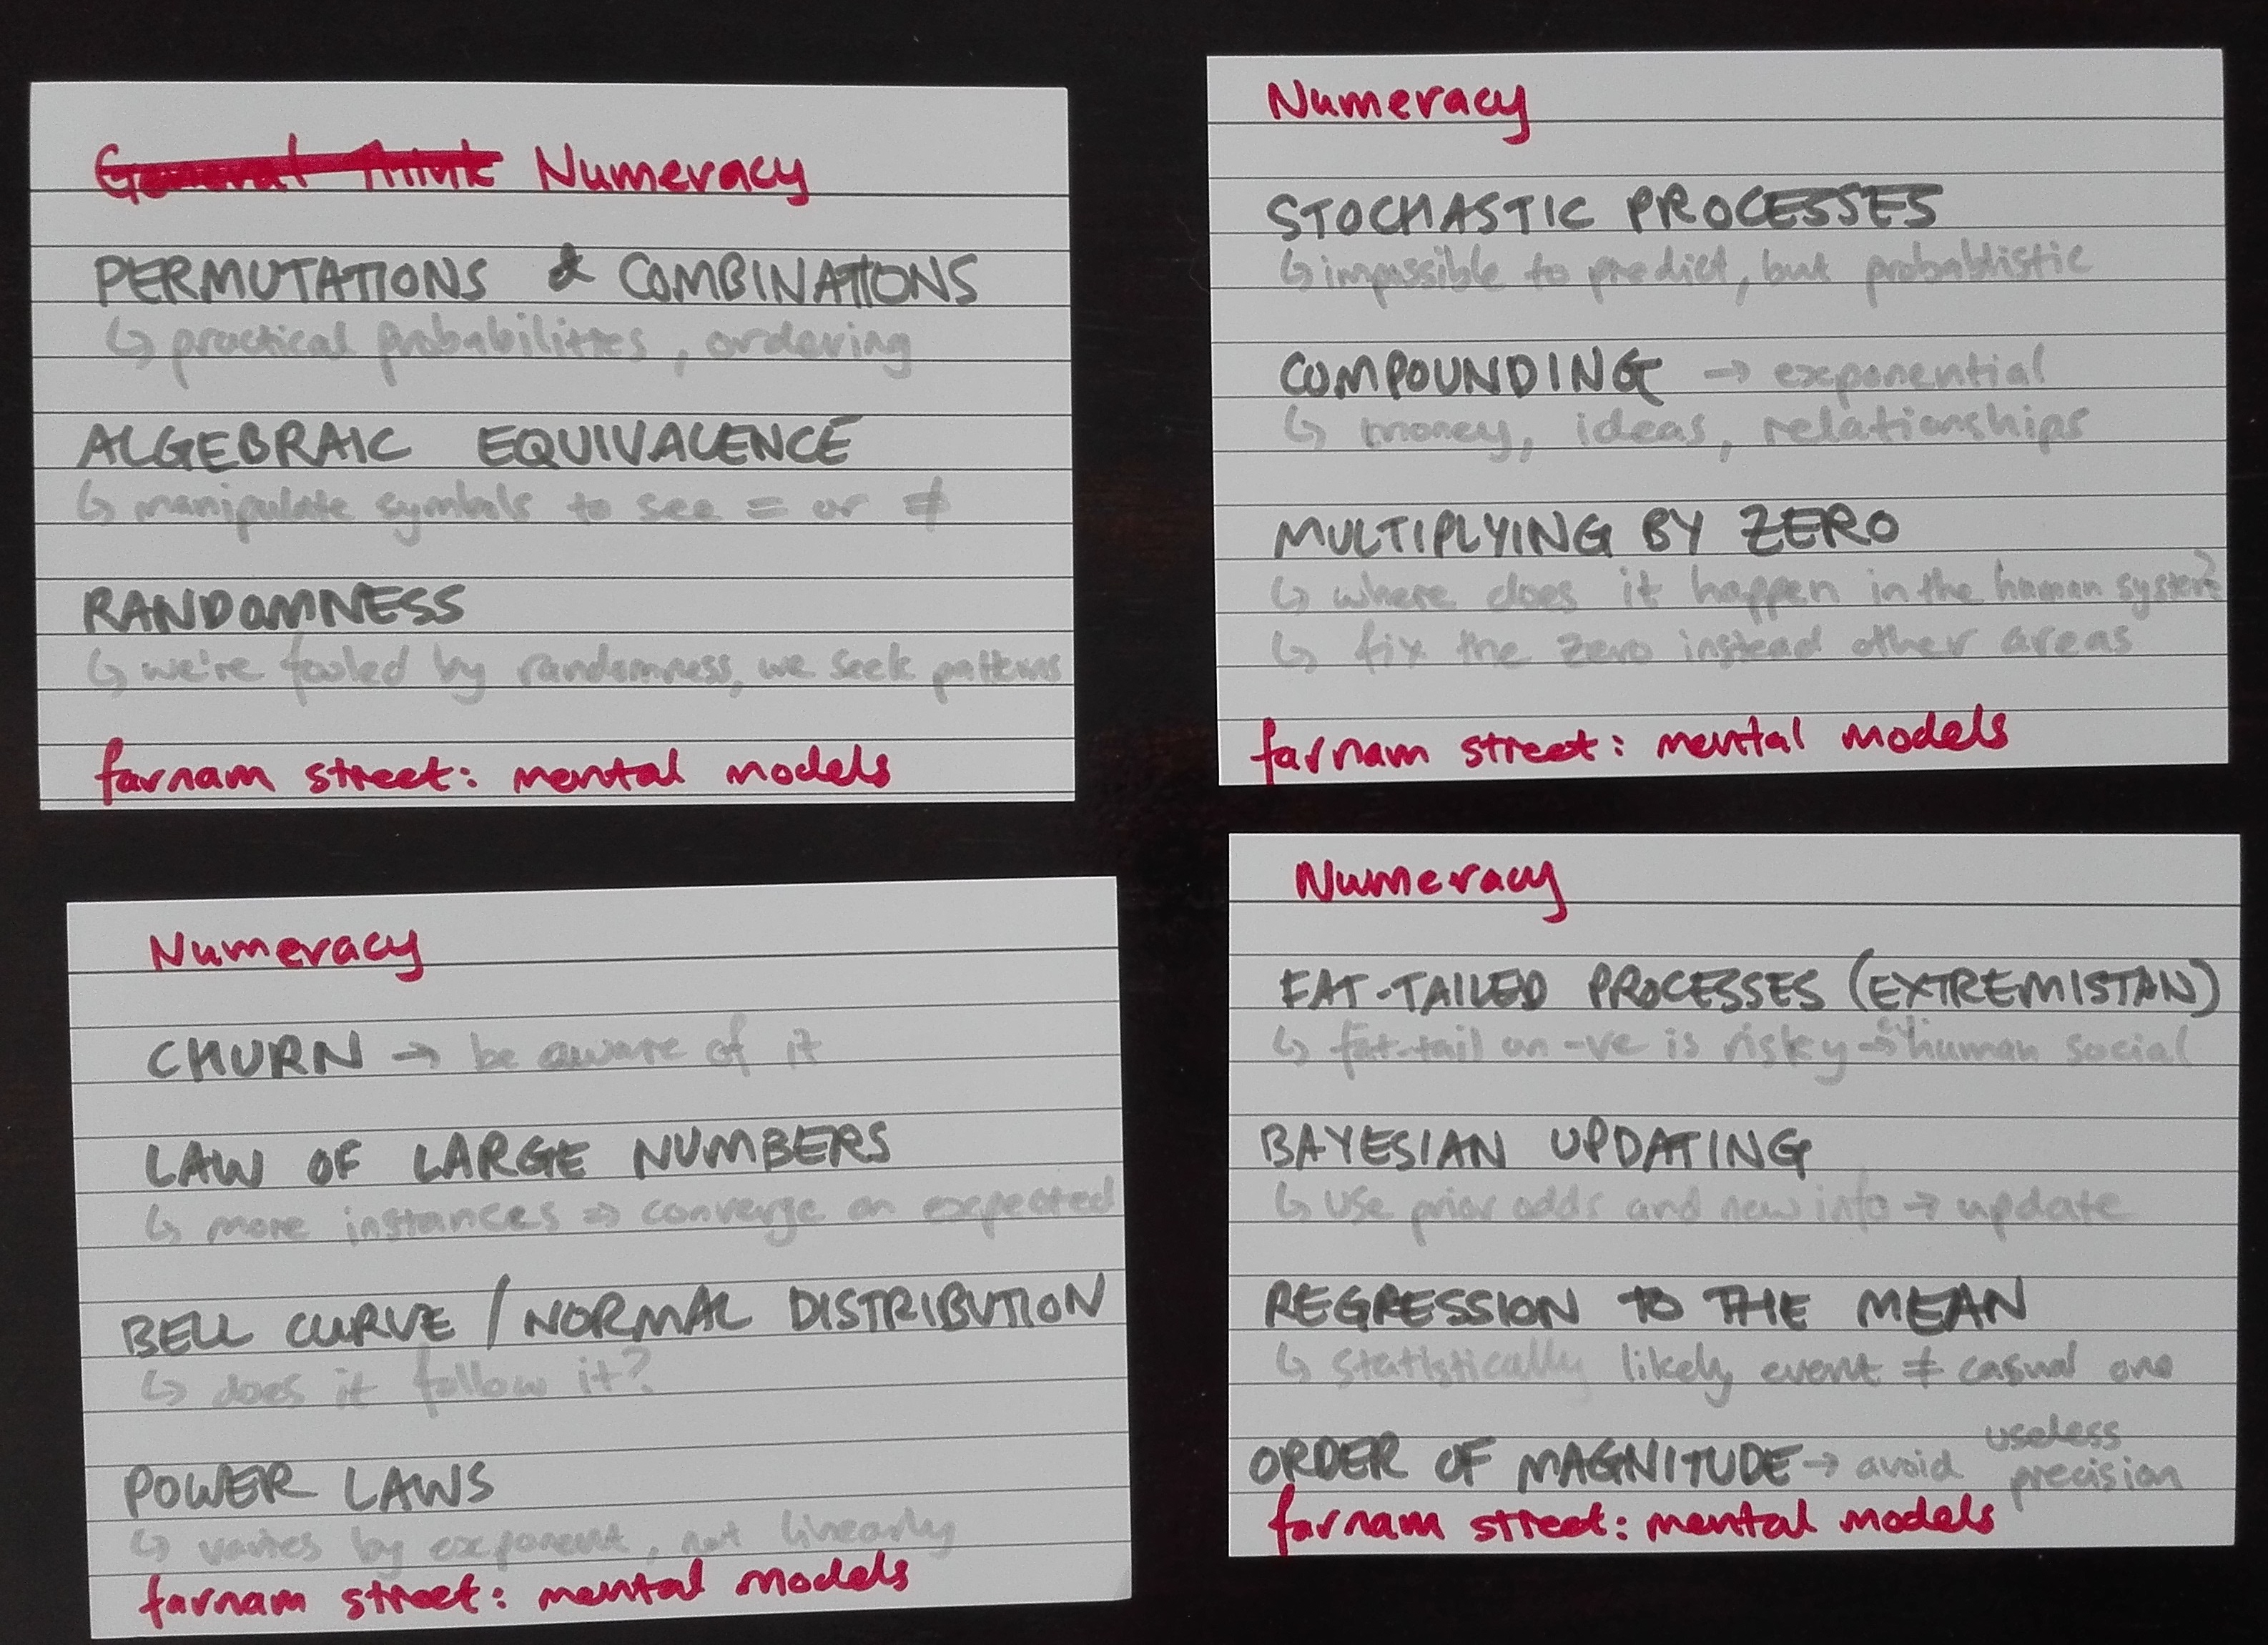 General Think Numeracy
PERMUTATIONS & COMBINATIONS
↳ practical probabilities, ordering
ALGEBRAIC EQUIVALENCE
↳ manipulate symbols to see = or ≠
RANDOMNESS
↳ we're fooled by randomness, we seek patterns
farnam street: mental models
Numeracy
STOCHASTIC PROCESSES
↳ impossible to predict, but probablistic
COMPOUNDING → exponential
↳ money, ideas, relationships
MULTIPLYING BY ZERO
↳ where does it happen in the human system?
↳ fix the zero instead other areas
farnam street: mental models
Numeracy
CHURN → be aware of it
LAW OF LARGE NUMBERS
↳ more instances ⇒ converge on expected
BELL CURVE / NORMAL DISTRIBUTION
↳ does it follow it?
POWER LAWS
↳ varies by exponent, not linearly
farnam street: mental models
Numeracy
FAT-TAILED PROCESSES (EXTREMISTAN)
↳ fat-tail on -ve is risky → human social
BAYESIAN UPDATING
↳ use prior odds and new info → update
REGRESSION TO THE MEAN
↳ statistically likely event ≠ casual one
ORDER OF MAGNITUDE → avoid useless precision
farnam street: mental models